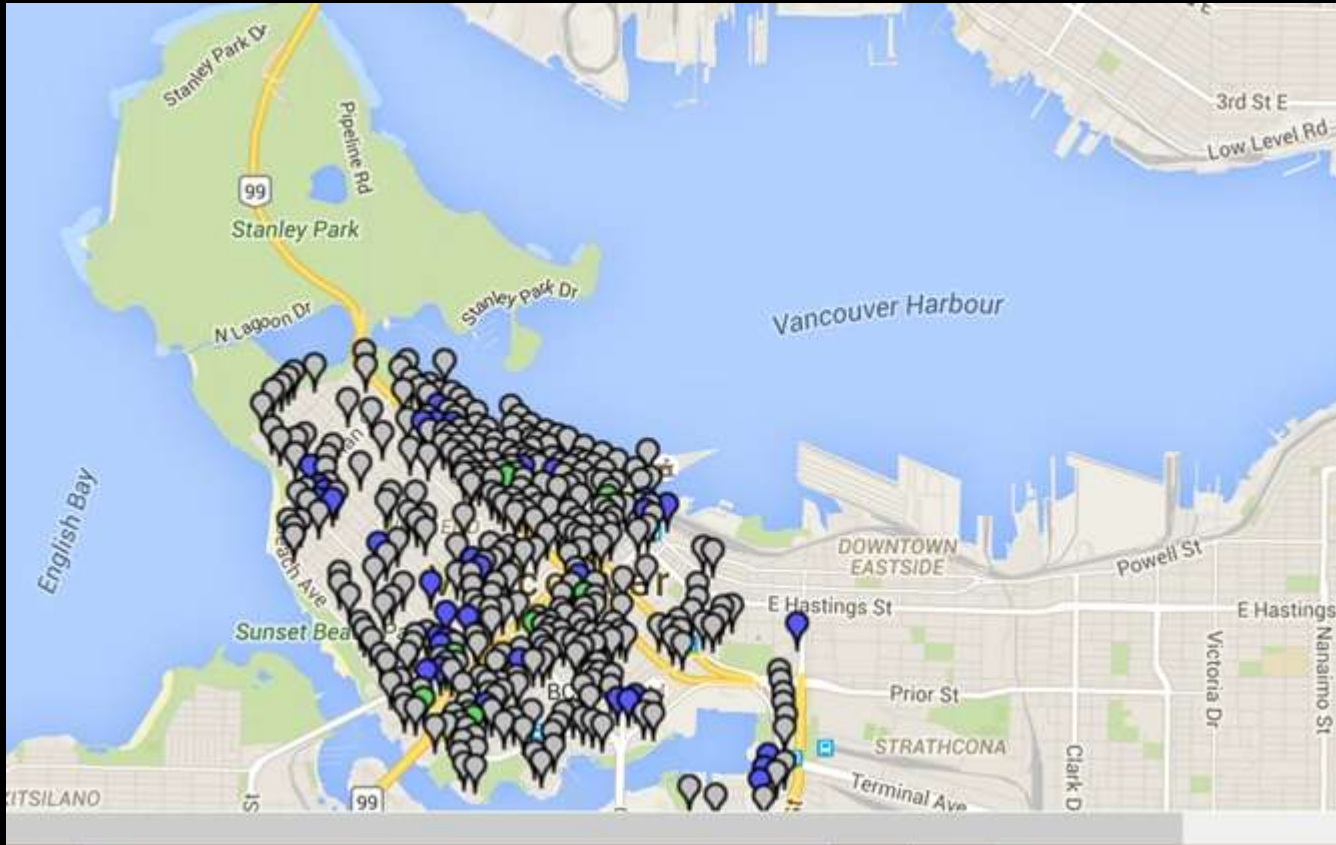 Stanley Park Dr
Pipeline Rd
99
Stanley Park
N Lagoon Dr
Stanley Park Dr
Vancouver Harbour
3rd St E
Low Level Rd
English Bay
DOWNTOWN
EASTSIDE
Powell St
E Hastings St
E Hastings
Sunset Bea
Prior St
Victoria Dr
Nanaimo St
STRATHCONA
Clark D
Terminal Ave
KITSILANO
99